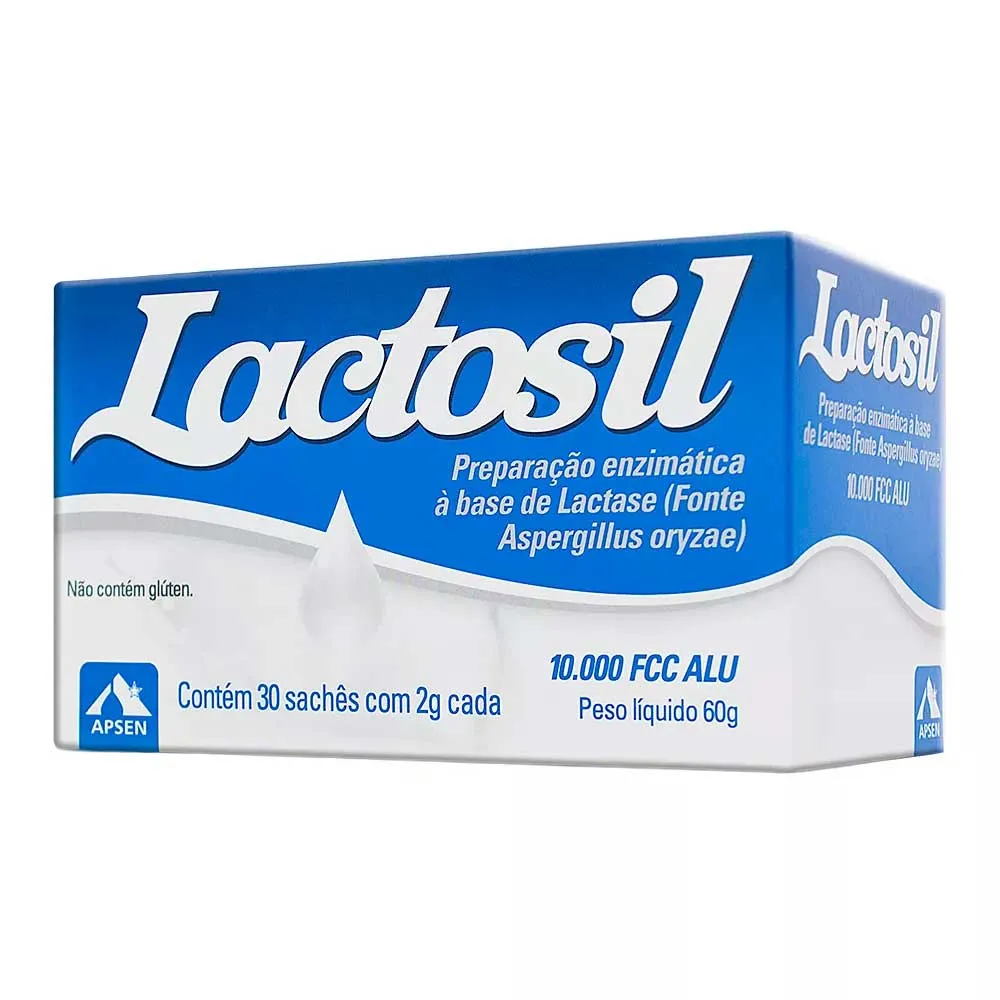 Lactosil
Preparação enzimática
à base de Lactase (Fonte
Aspergillus oryzae)
Não contém glúten.
10.000 FCC ALU
Contém 30 sachês com 2g cada
Peso líquido 60g
APSEN
Lactosil
Preparação enzimática à base
de Lactase (Fonte Aspergillus oryzae)
10.000 FCC ALU
APSEN